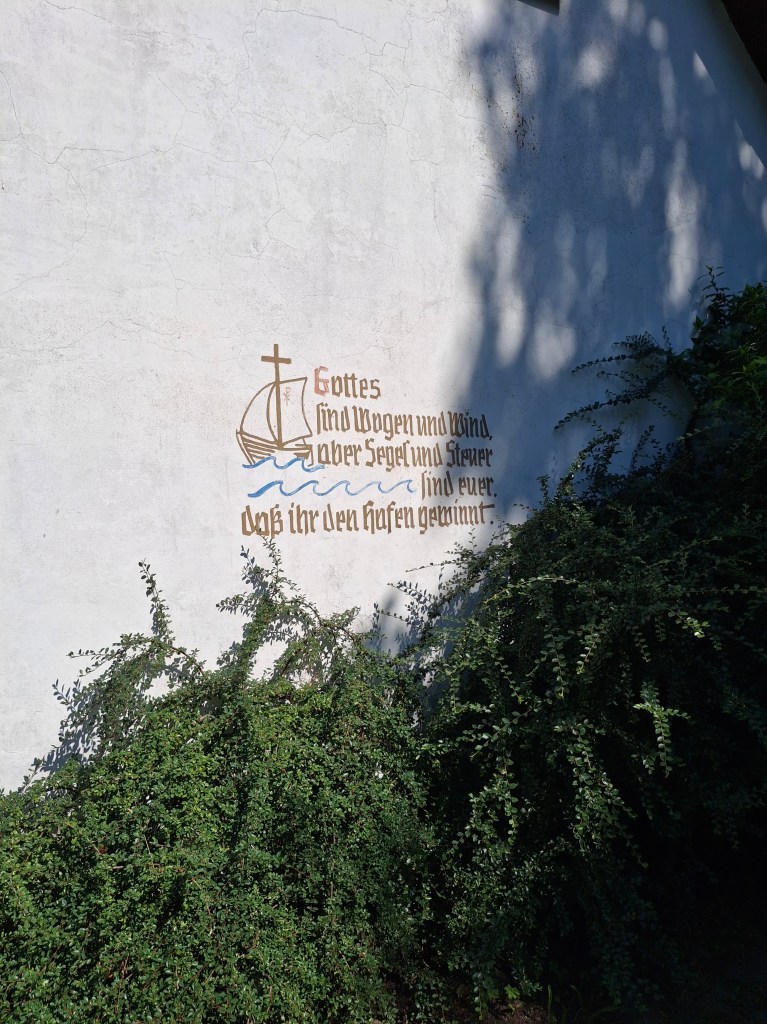 Gottes
sind Wogen und Wind,
aber Segel und Steuer
sind euer.
daß ihr den Hafen gewinnt